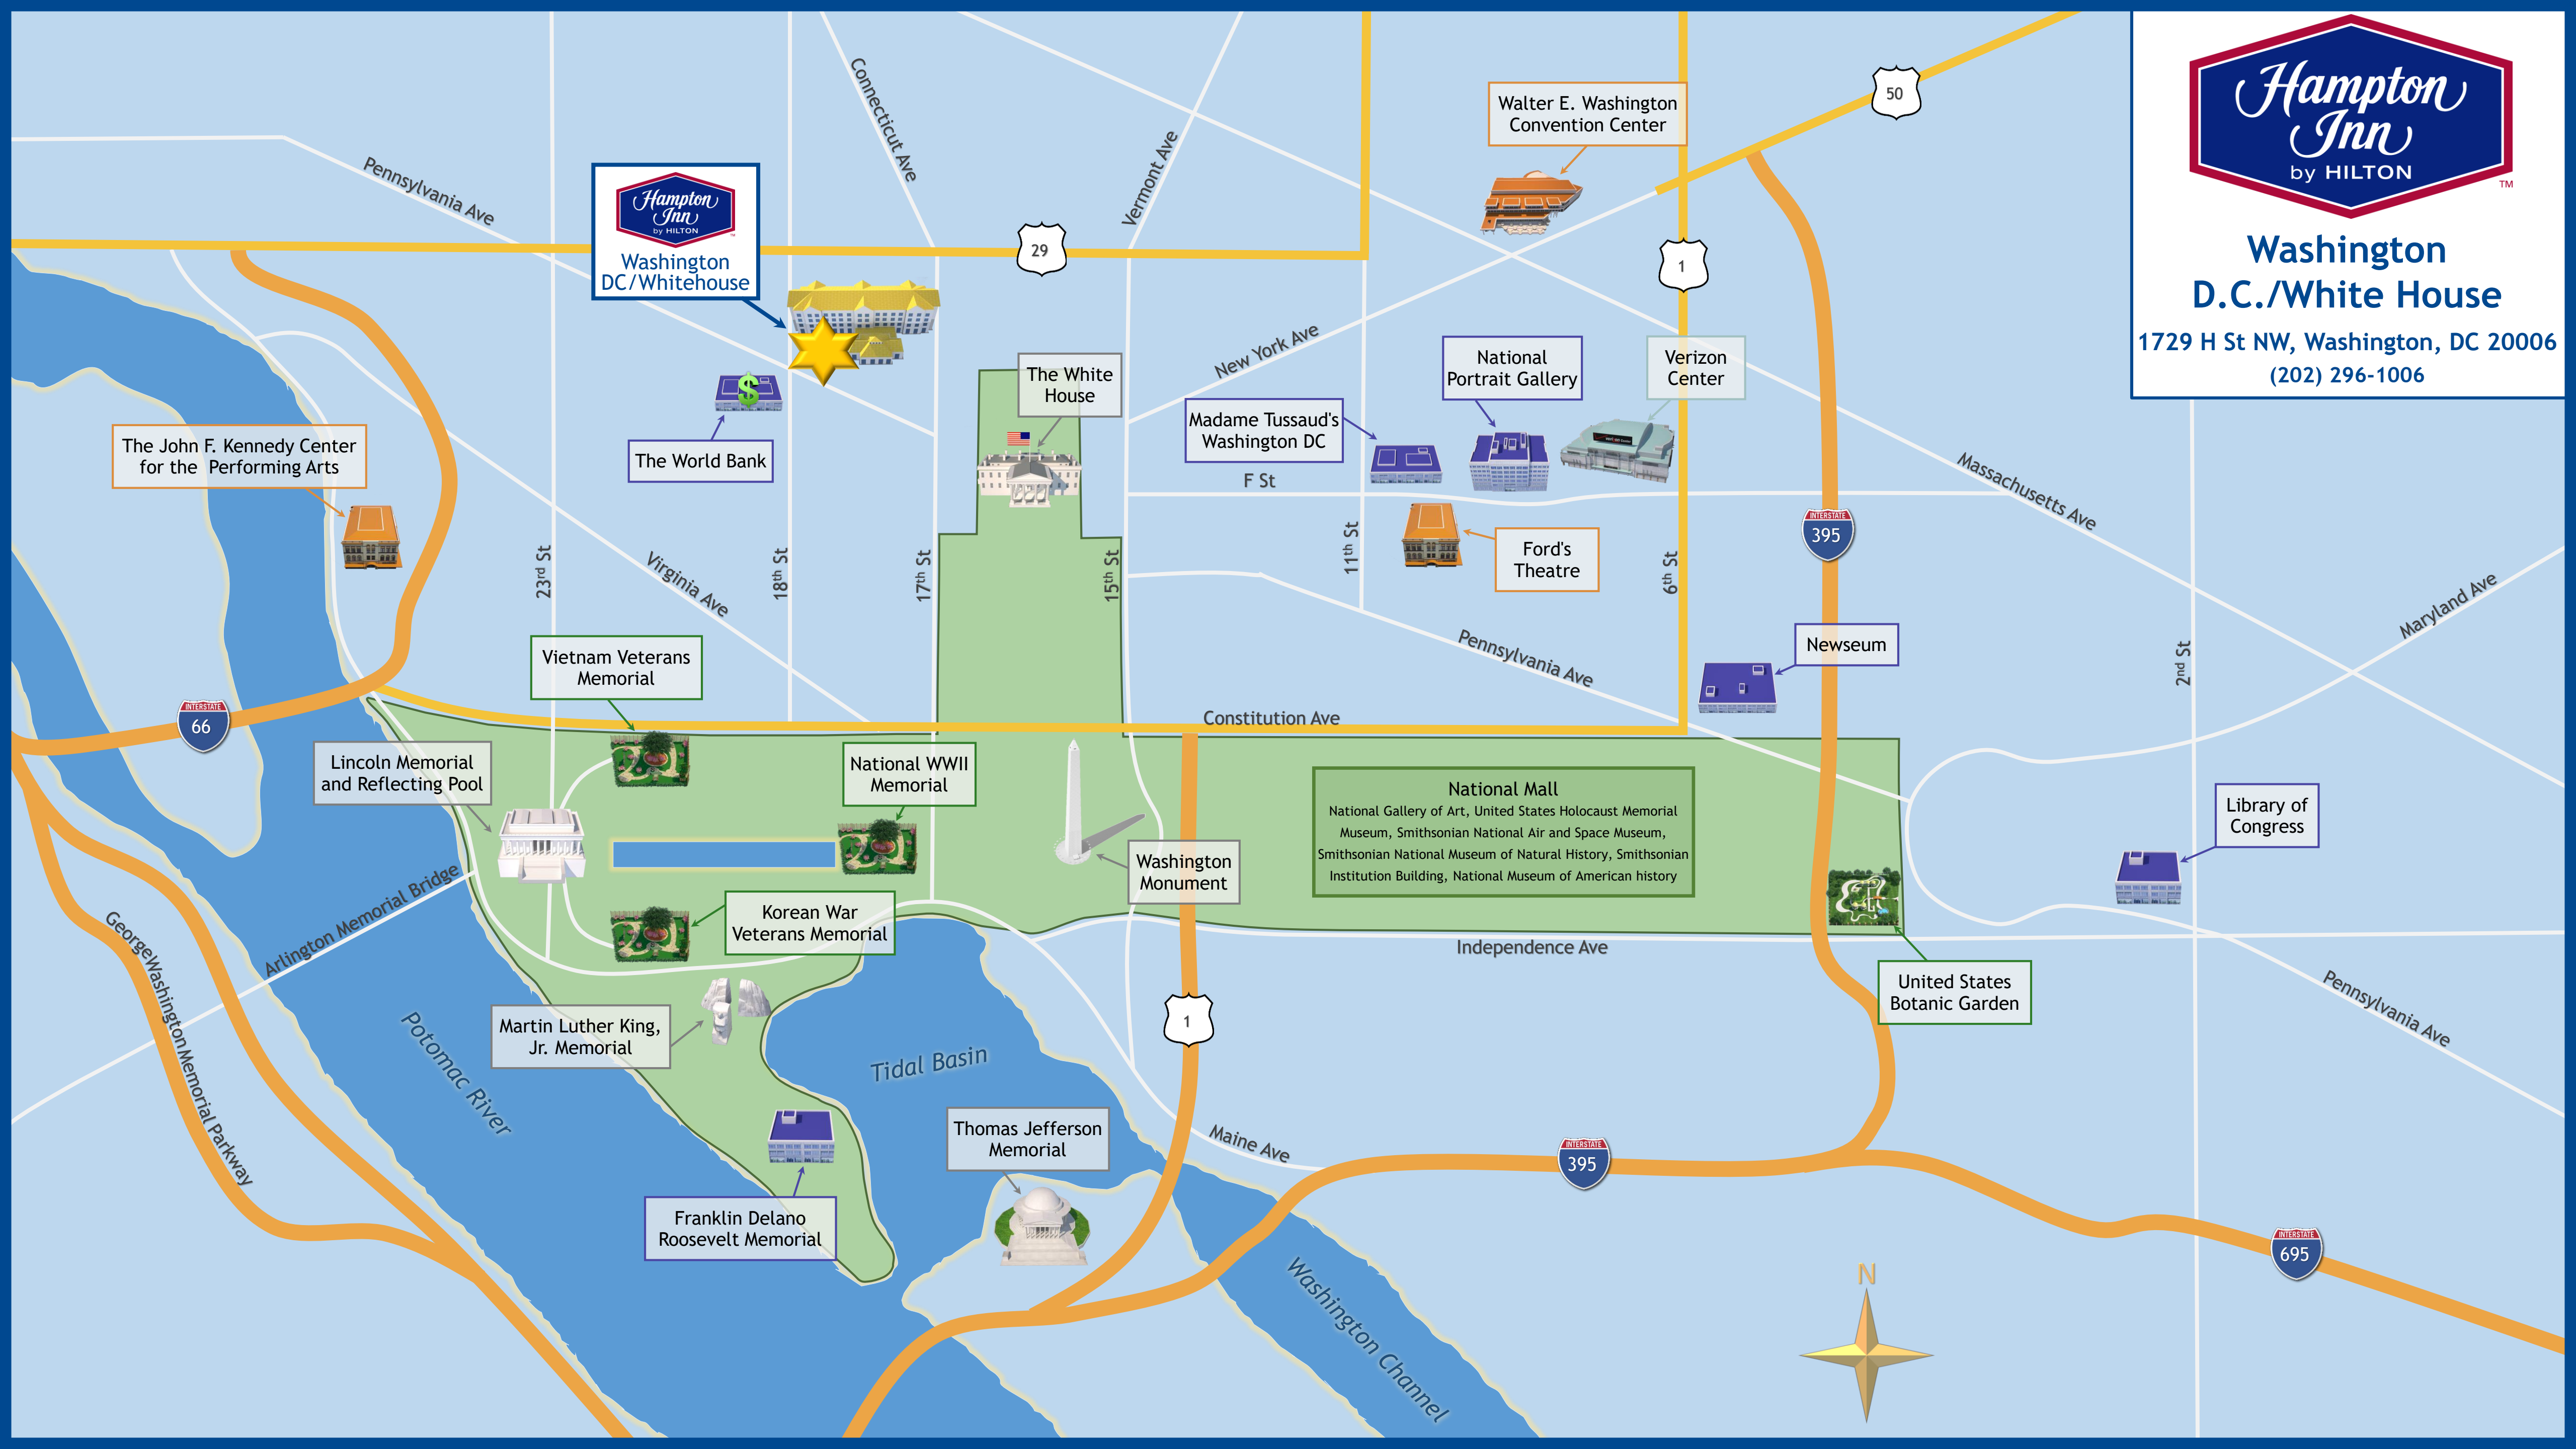 Hampton
Inn
by HILTON
TM
Washington
D.C./White House
1729 H St NW, Washington, DC 20006
(202) 296-1006
Connecticut Ave
Vermont Ave
Pennsylvania Ave
Walter E. Washington
Convention Center
50
Hampton
Inn
by HILTON
TM
Washington
DC/Whitehouse
29
1
New York Ave
The White
House
National
Portrait Gallery
Verizon
Center
Madame Tussaud's
Washington DC
$
The World Bank
The John F. Kennedy Center
for the Performing Arts
F St
Massachusetts Ave
INTERSTATE
395
Ford's
Theatre
23rd St
18th St
17th St
15th St
11th St
6th St
Virginia Ave
Maryland Ave
2nd St
Pennsylvania Ave
Newseum
Vietnam Veterans
Memorial
INTERSTATE
66
Constitution Ave
Lincoln Memorial
and Reflecting Pool
National WWII
Memorial
National Mall
National Gallery of Art, United States Holocaust Memorial
Museum, Smithsonian National Air and Space Museum,
Smithsonian National Museum of Natural History, Smithsonian
Institution Building, National Museum of American history
Washington
Monument
Library of
Congress
Arlington Memorial Bridge
Korean War
Veterans Memorial
Independence Ave
United States
Botanic Garden
Pennsylvania Ave
George Washington Memorial Parkway
Martin Luther King,
Jr. Memorial
1
Potomac River
Tidal Basin
Thomas Jefferson
Memorial
Maine Ave
INTERSTATE
395
Franklin Delano
Roosevelt Memorial
INTERSTATE
695
Washington Channel
N